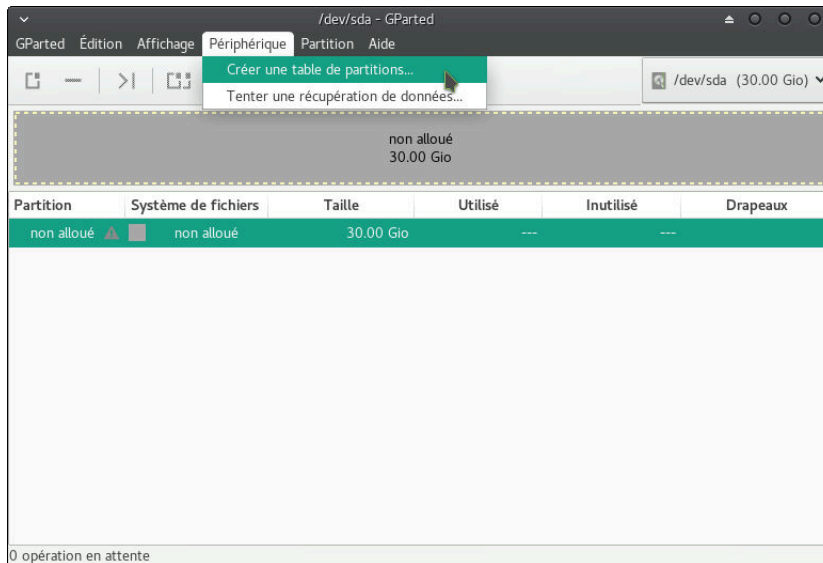 /dev/sda - GParted
GParted Édition Affichage Périphérique Partition Aide
Créer une table de partitions...
Tenter une récupération de données...
/dev/sda (30.00 Gio)
non alloué
30.00 Gio
Partition Système de fichiers Taille Utilisé Inutilisé Drapeaux
non alloué non alloué 30.00 Gio --- ---
0 opération en attente